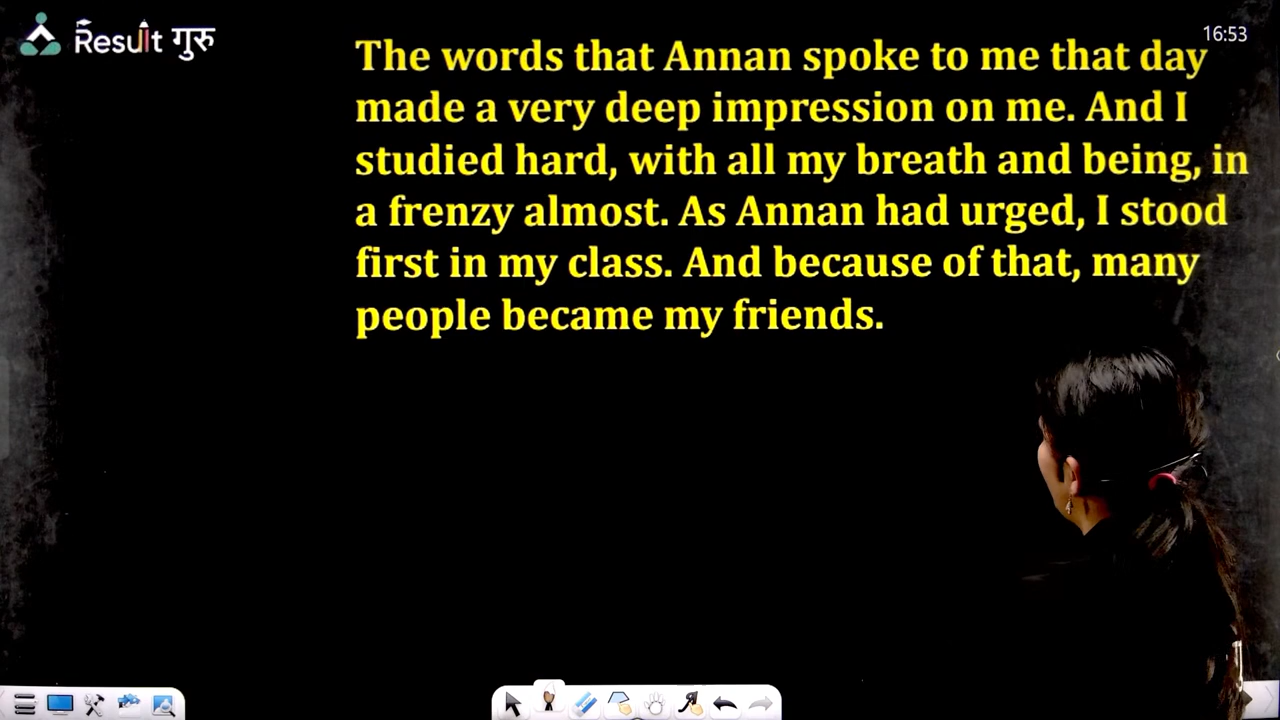 Result गुरु
16:53
The words that Annan spoke to me that day
made a very deep impression on me. And I
studied hard, with all my breath and being, in
a frenzy almost. As Annan had urged, I stood
first in my class. And because of that, many
people became my friends.